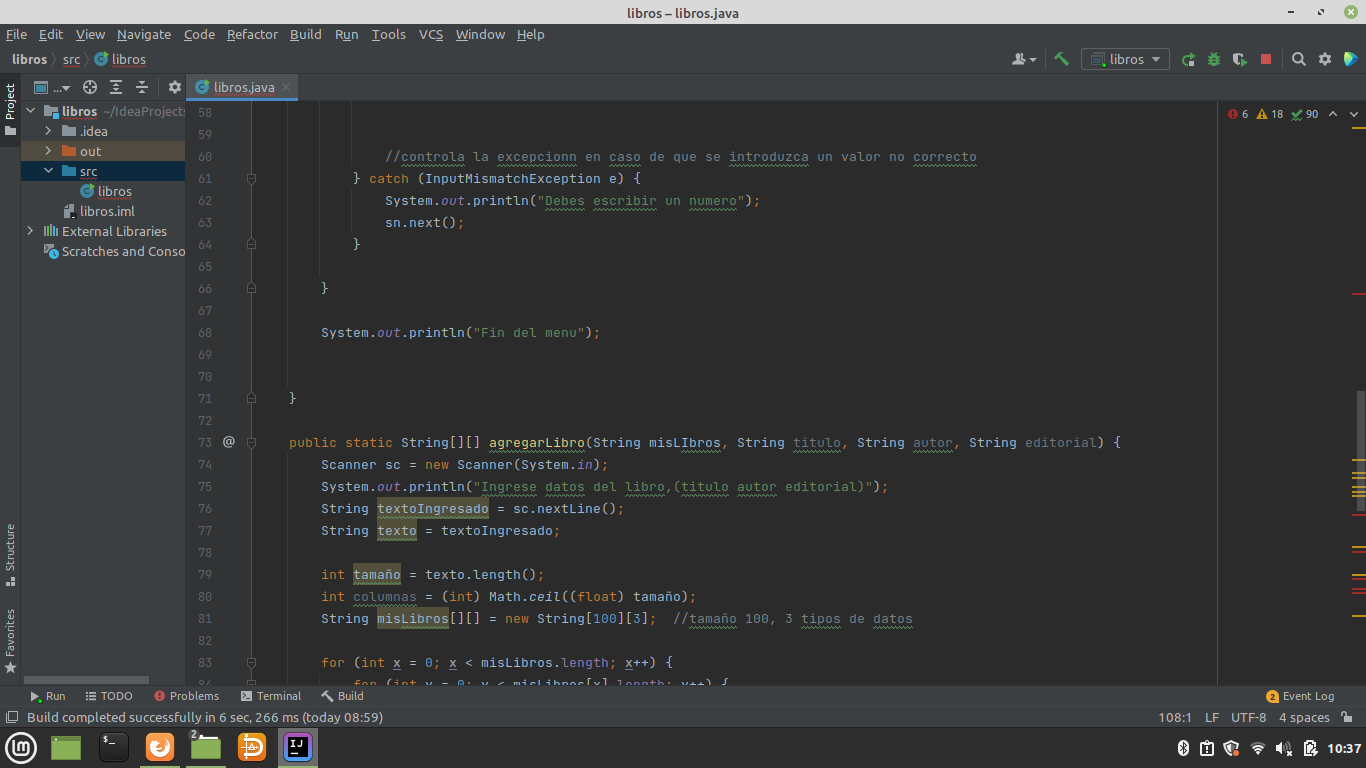 libros – libros.java
File Edit View Navigate Code Refactor Build Run Tools VCS Window Help
libros src libros
libros
Project
...
libros.java
libros ~/IdeaProjects
.idea
out
src
libros
libros.iml
External Libraries
Scratches and Conso
6 18 90
58
59
60 //controla la excepcionn en caso de que se introduzca un valor no correcto
61 } catch (InputMismatchException e) {
62 System.out.println("Debes escribir un numero");
63 sn.next();
64 }
65
66 }
67
68 System.out.println("Fin del menu");
69
70
71 }
72
73 @ public static String[][] agregarLibro(String misLIbros, String titulo, String autor, String editorial) {
74 Scanner sc = new Scanner(System.in);
75 System.out.println("Ingrese datos del libro,(titulo autor editorial)");
76 String textoIngresado = sc.nextLine();
77 String texto = textoIngresado;
78
79 int tamaño = texto.length();
80 int columnas = (int) Math.ceil((float) tamaño);
81 String misLibros[][] = new String[100][3]; //tamaño 100, 3 tipos de datos
82
83 for (int x = 0; x < misLibros.length; x++) {
84 for (int y = 0; y < misLibros[x].length; y++) {
Structure
Favorites
Run TODO Problems Terminal Build 2 Event Log
Build completed successfully in 6 sec, 266 ms (today 08:59) 108:1 LF UTF-8 4 spaces
2
IJ
10:37